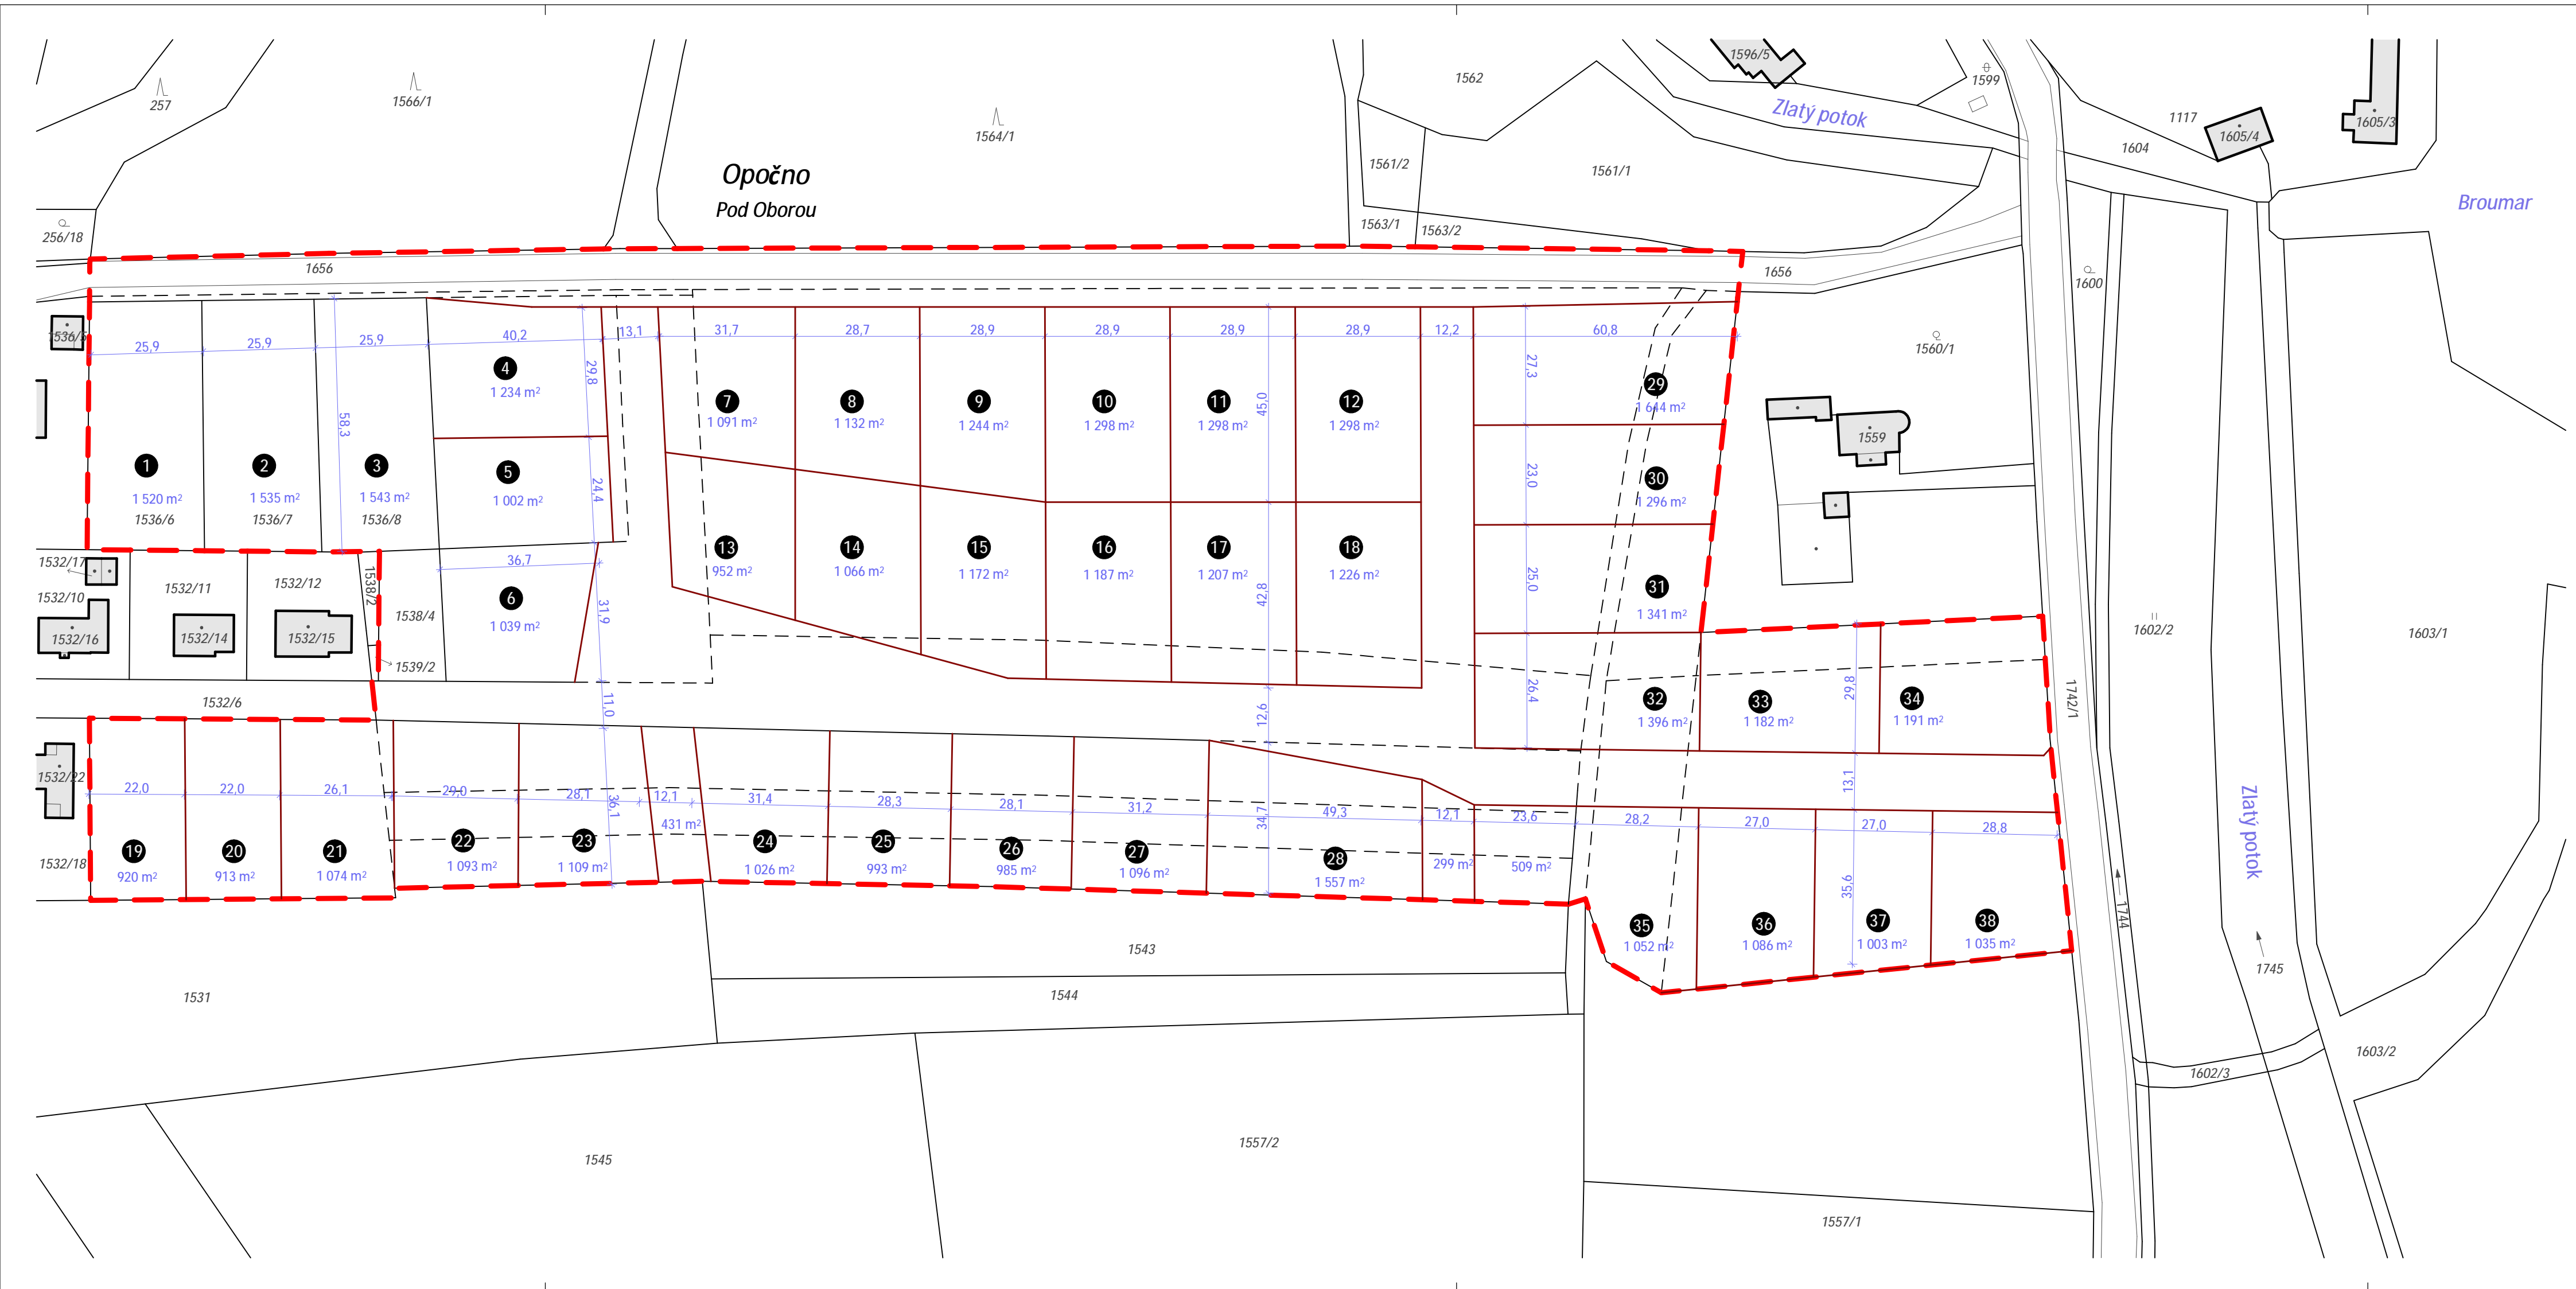 257
1566/1
1564/1
1562
1596/5
1599
Zlatý potok
1117
1604
1605/4
1605/3
Broumar
256/18
Opočno
Pod Oborou
1561/2
1561/1
1563/1
1563/2
1656
1656
1600
1560/1
1536/5
25,9
25,9
25,9
40,2
13,1
31,7
28,7
28,9
28,9
28,9
28,9
12,2
60,8
58,3
29,8
45,0
27,3
4
1 234 m²
7
1 091 m²
8
1 132 m²
9
1 244 m²
10
1 298 m²
11
1 298 m²
12
1 298 m²
29
1 644 m²
1559
1
1 520 m²
1536/6
2
1 535 m²
1536/7
3
1 543 m²
1536/8
5
1 002 m²
24,4
23,0
30
1 296 m²
1532/17
1532/10
1532/16
1532/11
1532/14
1532/12
1532/15
1538/2
1538/4
1539/2
36,7
6
1 039 m²
31,9
13
952 m²
14
1 066 m²
15
1 172 m²
16
1 187 m²
17
1 207 m²
18
1 226 m²
42,8
25,0
31
1 341 m²
1602/2
1603/1
1532/6
11,0
12,6
26,4
32
1 396 m²
33
1 182 m²
29,8
34
1 191 m²
1742/1
1532/22
1532/18
22,0
22,0
26,1
29,0
28,1
36,1
12,1
31,4
28,3
28,1
31,2
34,7
49,3
12,1
23,6
28,2
27,0
27,0
28,8
13,1
35,6
19
920 m²
20
913 m²
21
1 074 m²
22
1 093 m²
23
1 109 m²
431 m²
24
1 026 m²
25
993 m²
26
985 m²
27
1 096 m²
28
1 557 m²
299 m²
509 m²
35
1 052 m²
36
1 086 m²
37
1 003 m²
38
1 035 m²
1744
Zlatý potok
1745
1531
1543
1544
1545
1557/2
1557/1
1602/3
1603/2